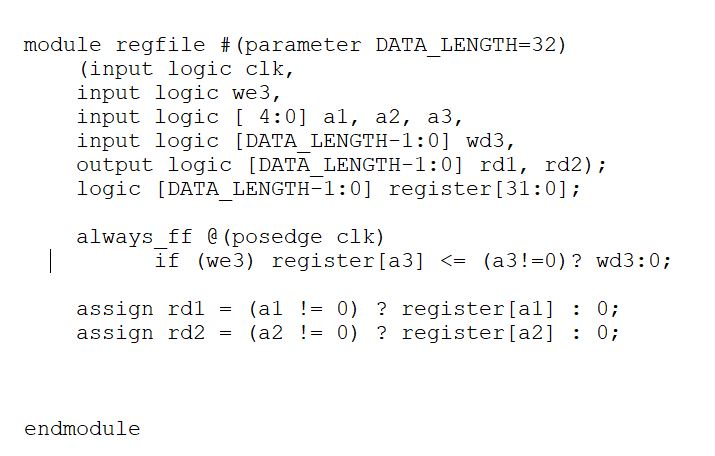 module regfile #(parameter DATA_LENGTH=32)
(input logic clk,
input logic we3,
input logic [ 4:0] a1, a2, a3,
input logic [DATA_LENGTH-1:0] wd3,
output logic [DATA_LENGTH-1:0] rd1, rd2);
logic [DATA_LENGTH-1:0] register[31:0];
always_ff @(posedge clk)
if (we3) register[a3] <= (a3!=0)? wd3:0;
assign rd1 = (a1 != 0) ? register[a1] : 0;
assign rd2 = (a2 != 0) ? register[a2] : 0;
endmodule